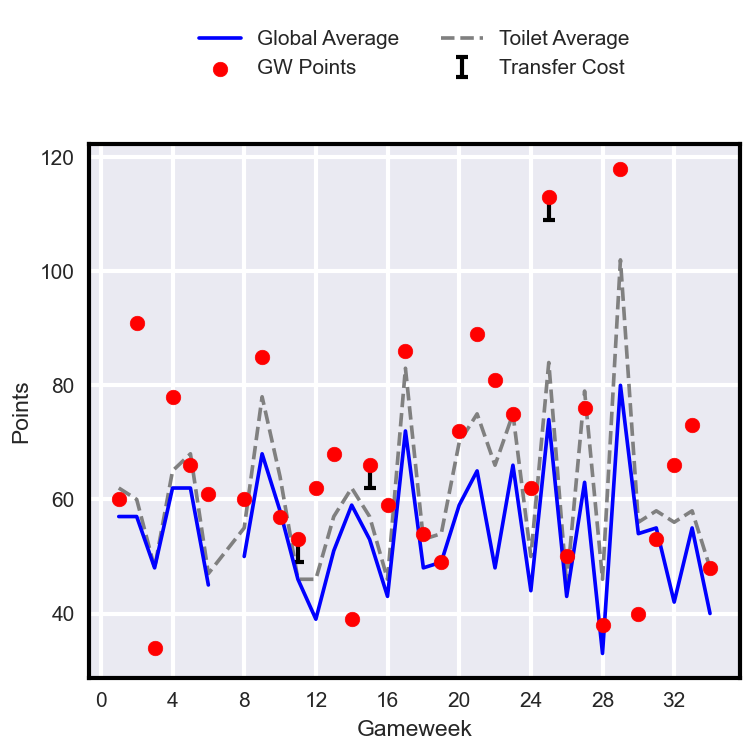 Global Average
Toilet Average
GW Points
Transfer Cost
120
100
80
60
40
Points
0 4 8 12 16 20 24 28 32
Gameweek